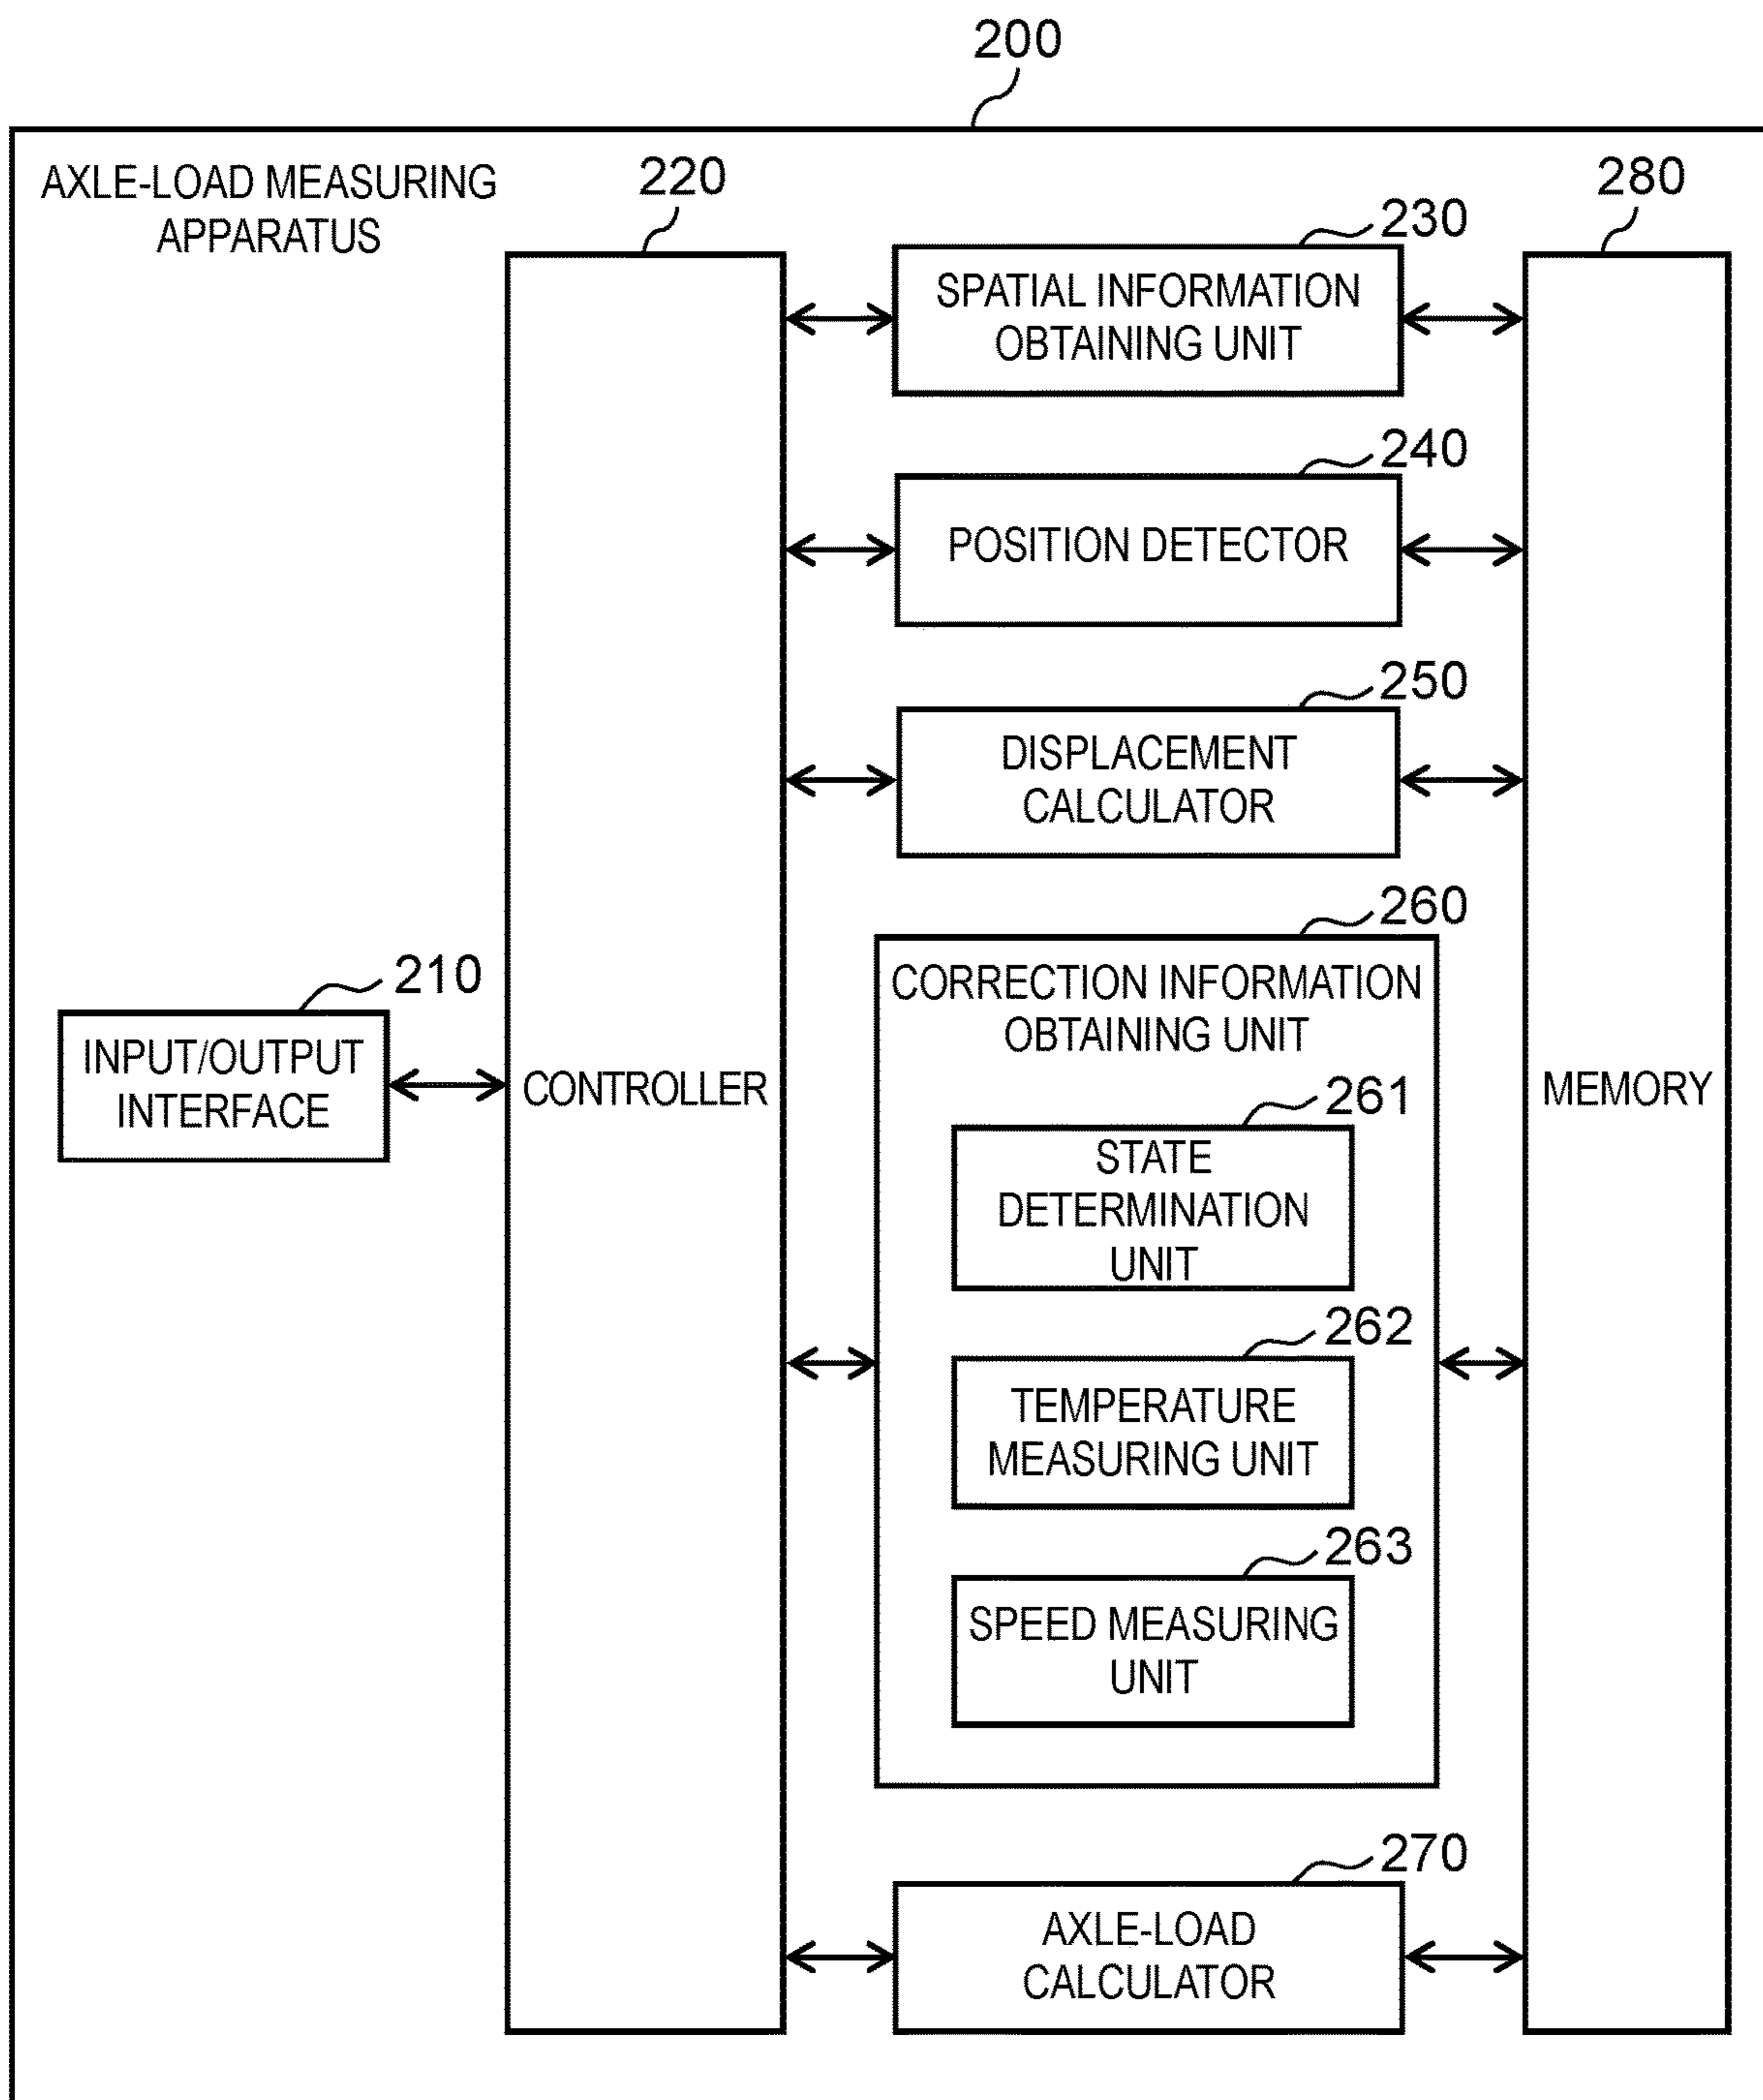 200
AXLE-LOAD MEASURING
APPARATUS
220
280
230
SPATIAL INFORMATION
OBTAINING UNIT
240
POSITION DETECTOR
250
DISPLACEMENT
CALCULATOR
260
CORRECTION INFORMATION
OBTAINING UNIT
210
INPUT/OUTPUT
INTERFACE
CONTROLLER
MEMORY
261
STATE
DETERMINATION
UNIT
262
TEMPERATURE
MEASURING UNIT
263
SPEED MEASURING
UNIT
270
AXLE-LOAD
CALCULATOR